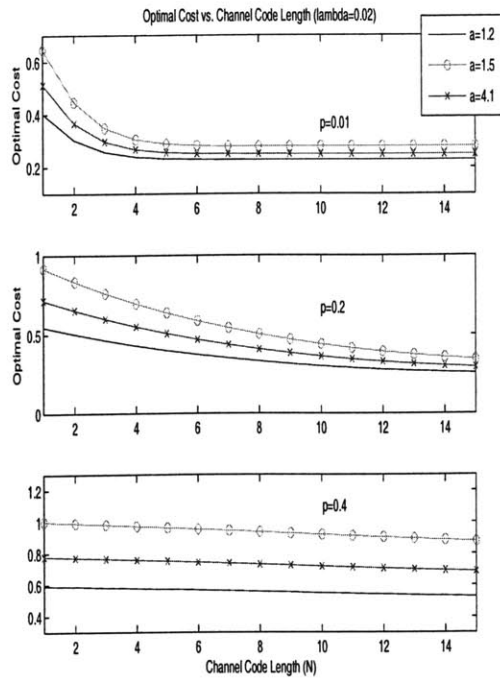 Optimal Cost vs. Channel Code Length (lambda=0.02)
a=1.2
a=1.5
a=4.1
Optimal Cost
0.6
0.4
0.2
p=0.01
2 4 6 8 10 12 14
Optimal Cost
1
0.5
0
p=0.2
2 4 6 8 10 12 14
Optimal Cost
1.2
1
0.8
0.6
0.4
p=0.4
2 4 6 8 10 12 14
Channel Code Length (N)